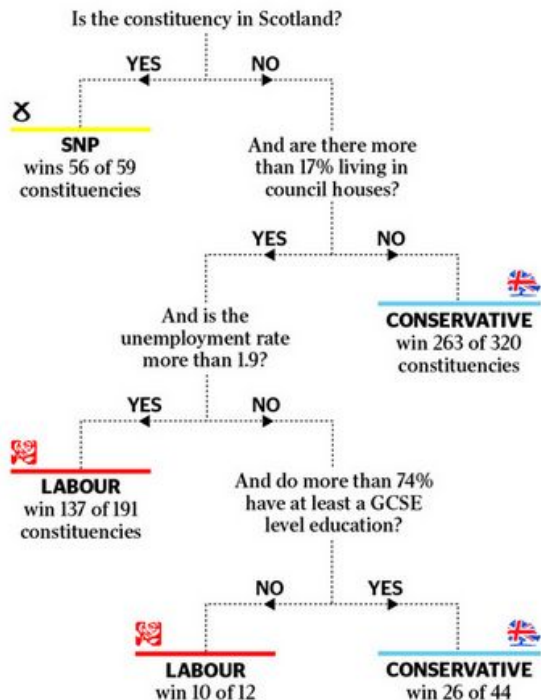 Is the constituency in Scotland?
YES
NO
SNP
wins 56 of 59
constituencies
And are there more
than 17% living in
council houses?
YES
NO
CONSERVATIVE
win 263 of 320
constituencies
And is the
unemployment rate
more than 1.9?
YES
NO
LABOUR
win 137 of 191
constituencies
And do more than 74%
have at least a GCSE
level education?
NO
YES
LABOUR
win 10 of 12
CONSERVATIVE
win 26 of 44